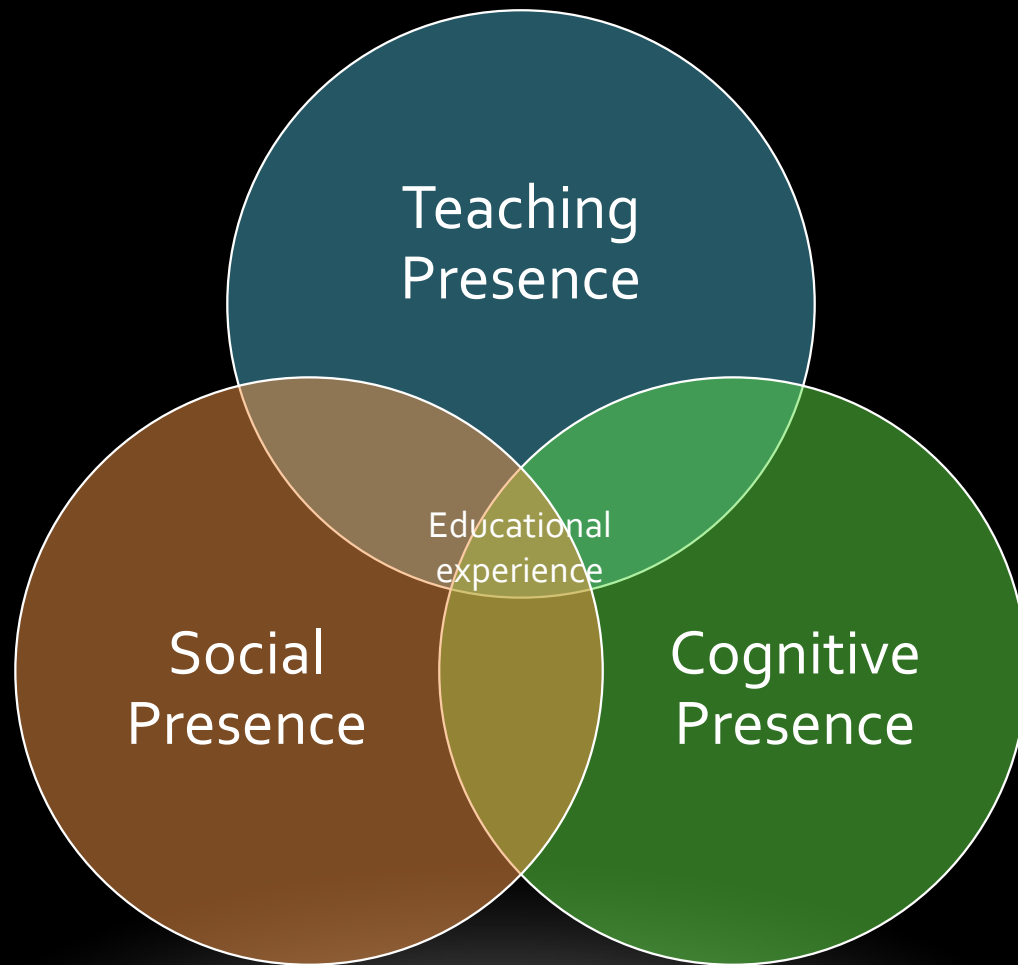 Teaching
Presence
Educational
experience
Social
Presence
Cognitive
Presence